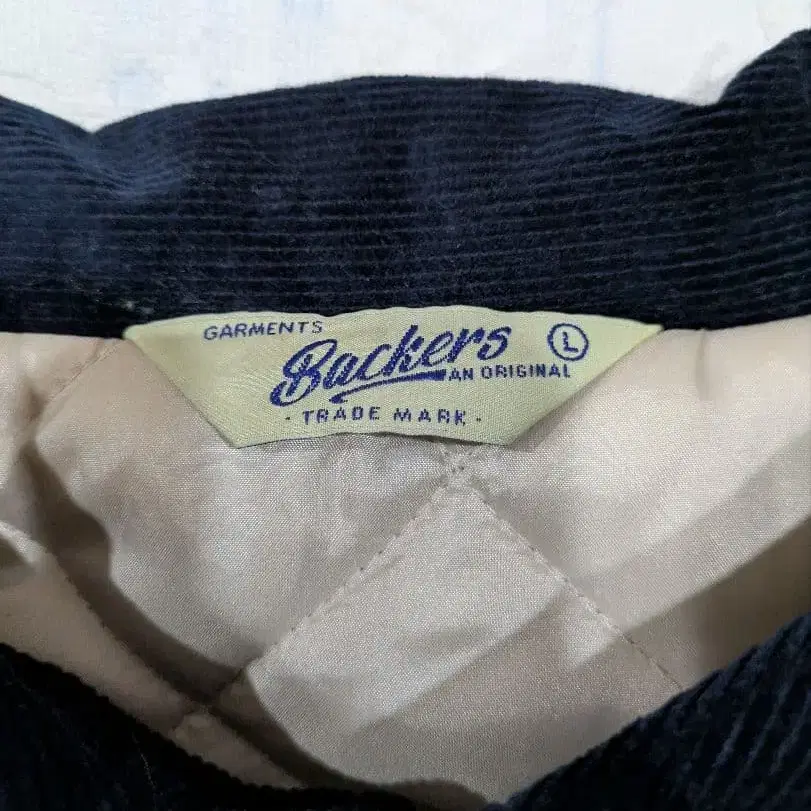 GARMENTS
Backers L
AN ORIGINAL
- TRADE MARK -